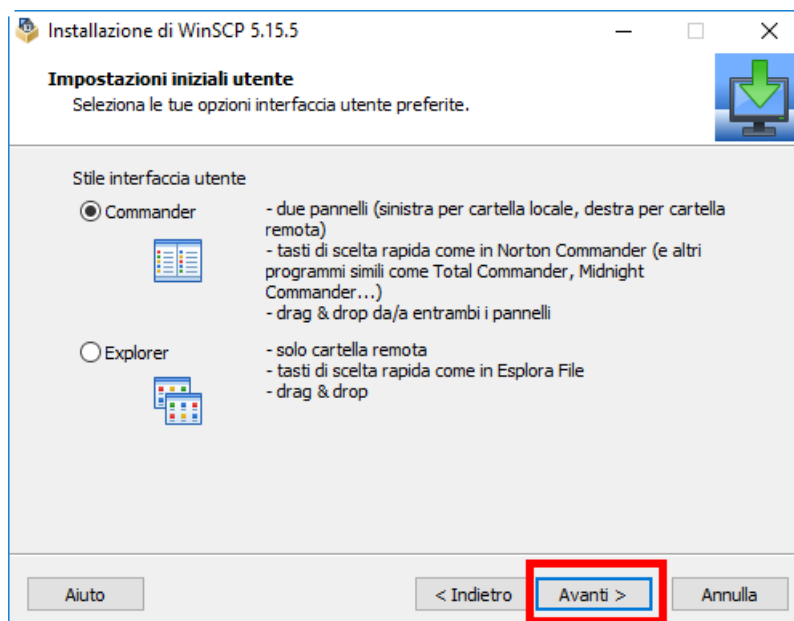 Installazione di WinSCP 5.15.5
Impostazioni iniziali utente
Seleziona le tue opzioni interfaccia utente preferite.
Stile interfaccia utente
Commander
- due pannelli (sinistra per cartella locale, destra per cartella
remota)
- tasti di scelta rapida come in Norton Commander (e altri
programmi simili come Total Commander, Midnight
Commander...)
- drag & drop da/a entrambi i pannelli
Explorer
- solo cartella remota
- tasti di scelta rapida come in Esplora File
- drag & drop
Aiuto
< Indietro
Avanti >
Annulla